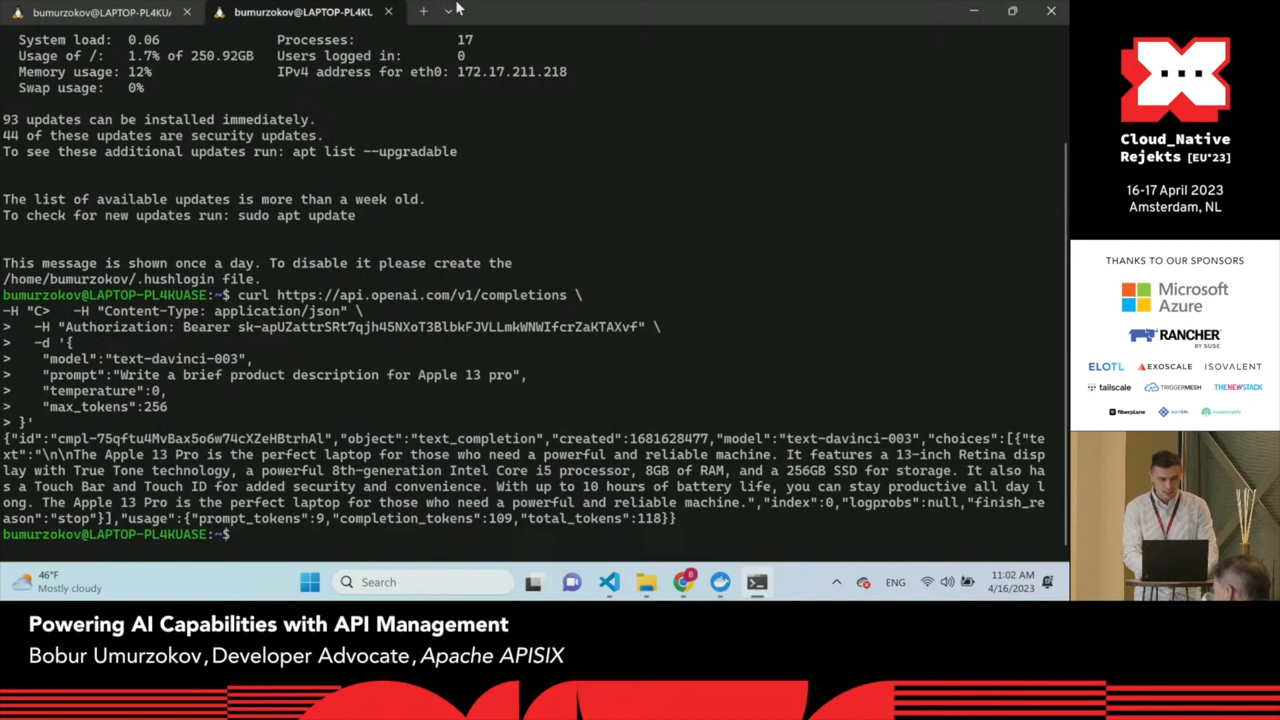 bumurzokov@LAPTOP-PL4KUA
bumurzokov@LAPTOP-PL4KU
System load: 0.06 Processes: 17
Usage of /: 1.7% of 250.92GB Users logged in: 0
Memory usage: 12% IPv4 address for eth0: 172.17.211.218
Swap usage: 0%
93 updates can be installed immediately.
44 of these updates are security updates.
To see these additional updates run: apt list --upgradable
The list of available updates is more than a week old.
To check for new updates run: sudo apt update
This message is shown once a day. To disable it please create the
/home/bumurzokov/.hushlogin file.
bumurzokov@LAPTOP-PL4KUASE:~$ curl https://api.openai.com/v1/completions \
-H "C> -H "Content-Type: application/json" \
> -H "Authorization: Bearer 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" \
> -d '{
> "model":"text-davinci-003",
> "prompt":"Write a brief product description for Apple 13 pro",
> "temperature":0,
> "max_tokens":256
> }'
{"id":"cmpl-75qftu4MvBax5o6w74cXZeHBtrhAl","object":"text_completion","created":1681628477,"model":"text-davinci-003","choices":[{"te
xt":"\n\nThe Apple 13 Pro is the perfect laptop for those who need a powerful and reliable machine. It features a 13-inch Retina disp
lay with True Tone technology, a powerful 8th-generation Intel Core i5 processor, 8GB of RAM, and a 256GB SSD for storage. It also ha
s a Touch Bar and Touch ID for added security and convenience. With up to 10 hours of battery life, you can stay productive all day l
ong. The Apple 13 Pro is the perfect laptop for those who need a powerful and reliable machine.","index":0,"logprobs":null,"finish_re
ason":"stop"}],"usage":{"prompt_tokens":9,"completion_tokens":109,"total_tokens":118}}
bumurzokov@LAPTOP-PL4KUASE:~$
46°F
Mostly cloudy
Search
8
ENG
11:02 AM
4/16/2023
Cloud_Native
Rejekts [EU'23]
16-17 April 2023
Amsterdam, NL
THANKS TO OUR SPONSORS
Microsoft
Azure
RANCHER
BY SUSE
ELOTL EXOSCALE ISOVALENT
tailscale TRIGGERMESH THENEWSTACK
fiberplane
Powering AI Capabilities with API Management
Bobur Umurzokov, Developer Advocate, Apache APISIX